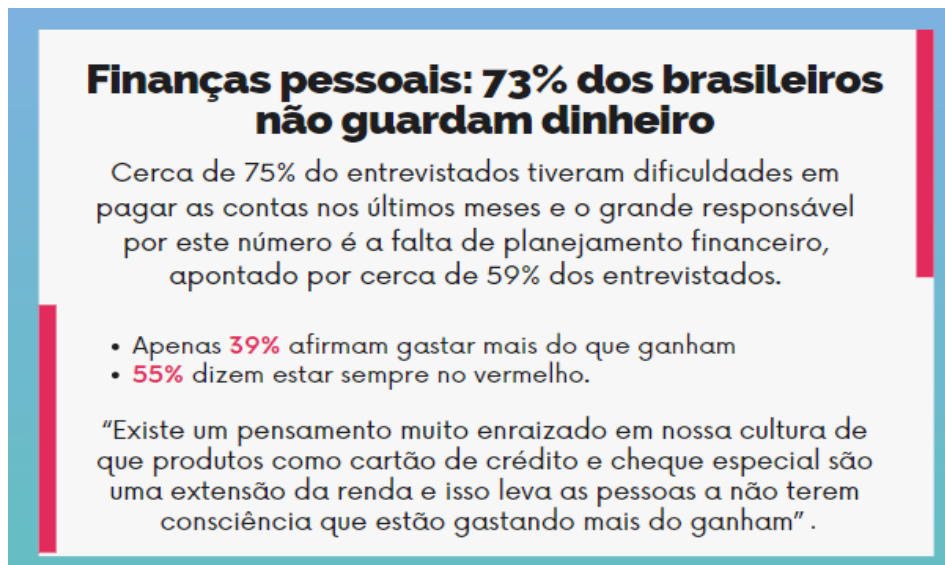 Finanças pessoais: 73% dos brasileiros
não guardam dinheiro
Cerca de 75% do entrevistados tiveram dificuldades em
pagar as contas nos últimos meses e o grande responsável
por este número é a falta de planejamento financeiro,
apontado por cerca de 59% dos entrevistados.
• Apenas 39% afirmam gastar mais do que ganham
• 55% dizem estar sempre no vermelho.
“Existe um pensamento muito enraizado em nossa cultura de
que produtos como cartão de crédito e cheque especial são
uma extensão da renda e isso leva as pessoas a não terem
consciência que estão gastando mais do ganham” .